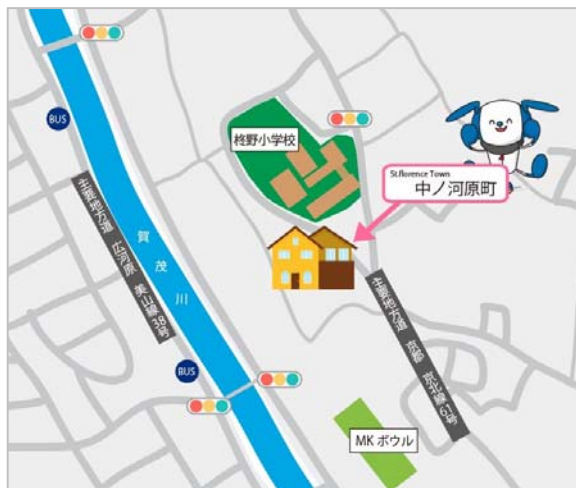 BUS
柊野小学校
St.florence Town
中ノ河原町
主要地方道 広河原 美山線38号
賀茂川
主要地方道 京都 京北線61号
BUS
MKボウル